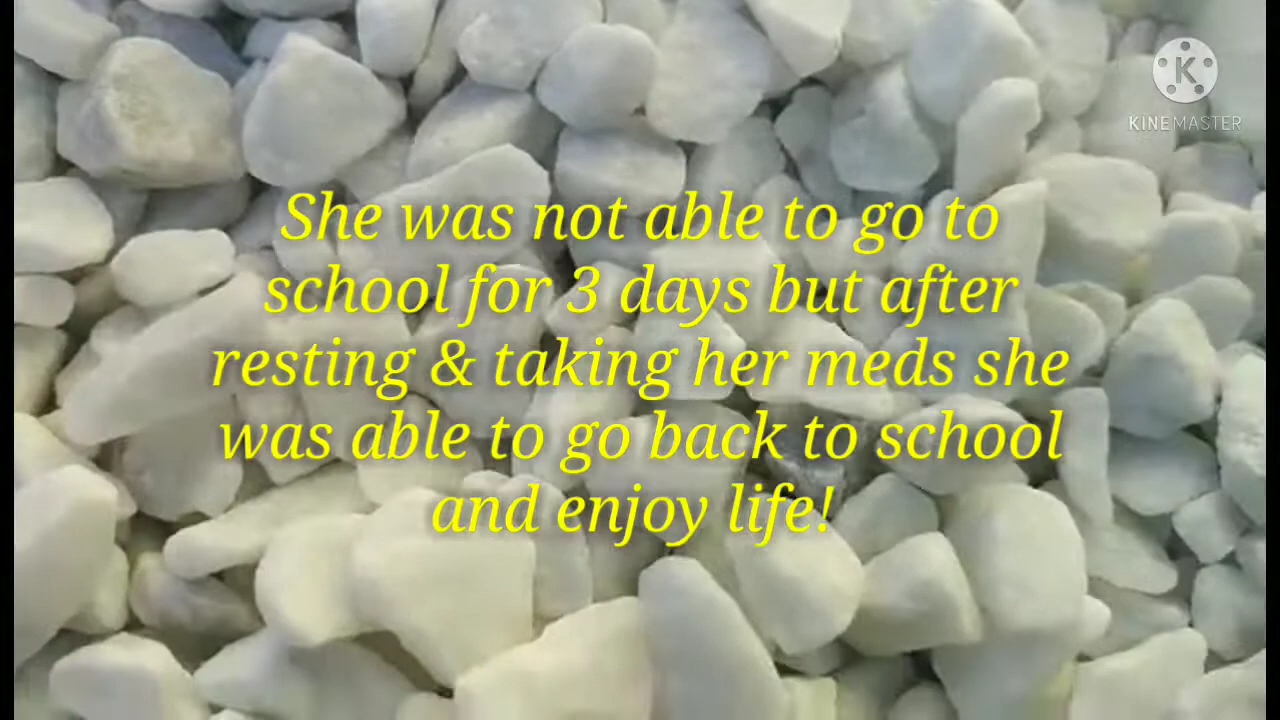 K
KINEMASTER
She was not able to go to
school for 3 days but after
resting & taking her meds she
was able to go back to school
and enjoy life!